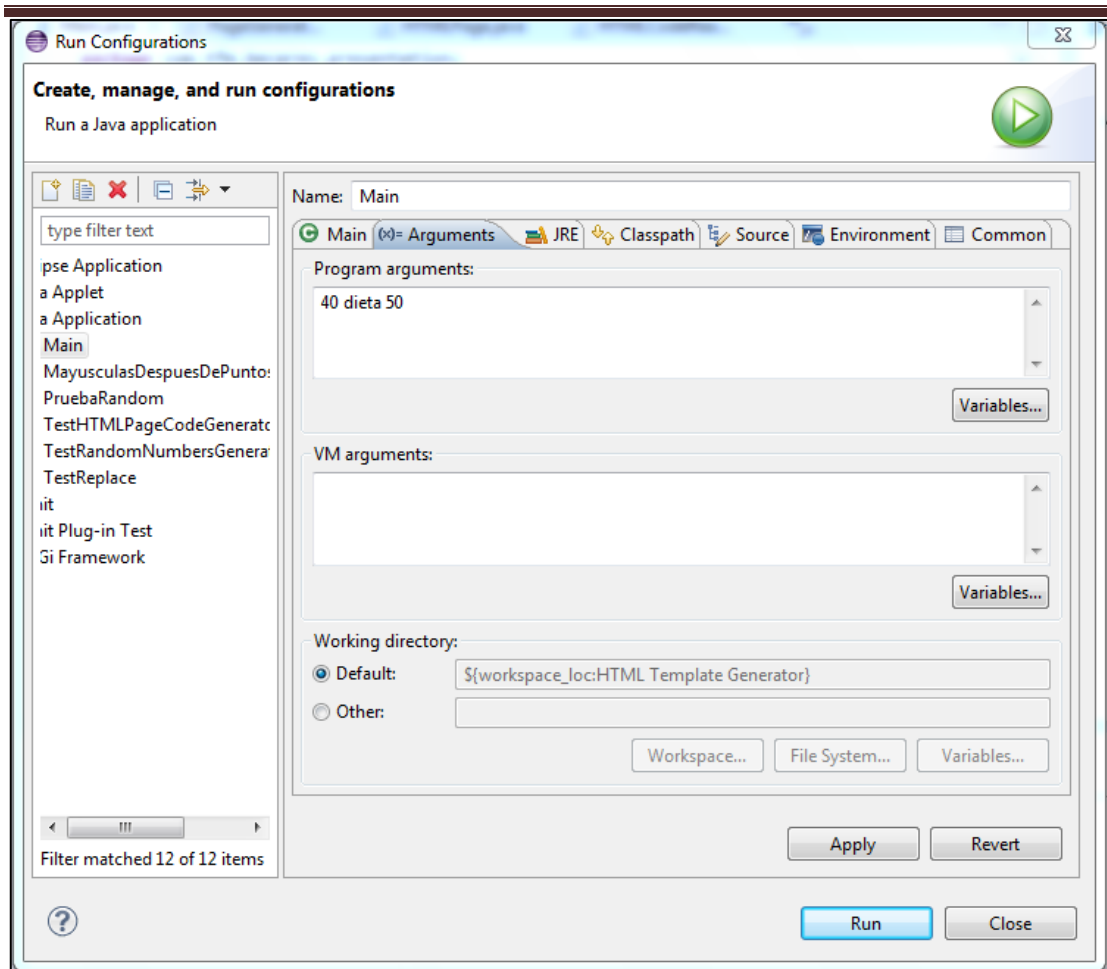 Run Configurations
Create, manage, and run configurations
Run a Java application
Name: Main
type filter text
Main (x)= Arguments JRE Classpath Source Environment Common
ipse Application
a Applet
a Application
Main
MayusculasDespuesDePuntos
PruebaRandom
TestHTMLPageCodeGenerato
TestRandomNumbersGenera
TestReplace
nit
nit Plug-in Test
Gi Framework
Program arguments:
40 dieta 50
Variables...
VM arguments:
Variables...
Working directory:
Default: ${workspace_loc:HTML Template Generator}
Other:
Workspace... File System... Variables...
Filter matched 12 of 12 items
Apply Revert
Run Close